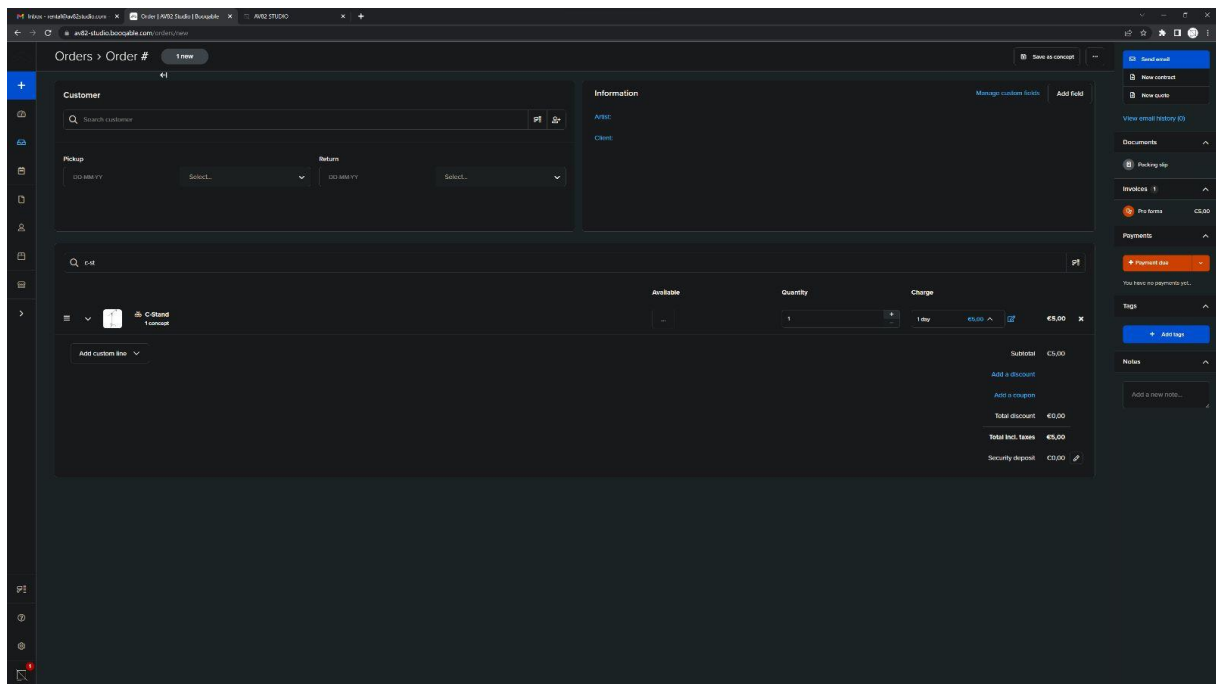 Inbox - rental@av82studio.com
Order | AV82 Studio | Booqable
AV82 STUDIO
av82-studio.booqable.com/orders/new
Orders > Order #
1 new
Save as concept
Customer
Search customer
Pickup
Return
DD-MM-YY
Select...
DD-MM-YY
Select...
Information
Manage custom fields
Add field
Artist:
Client:
Send email
New contract
New quote
View email history (0)
Documents
Packing slip
Invoices 1
Pro forma €5,00
Payments
+ Payment due
You have no payments yet..
Tags
+ Add tags
Notes
Add a new note...
c-st
Available Quantity Charge
C-Stand
1 concept
...
1
1 day €5,00
€5,00
Add custom line
Subtotal €5,00
Add a discount
Add a coupon
Total discount €0,00
Total incl. taxes €5,00
Security deposit €0,00
1